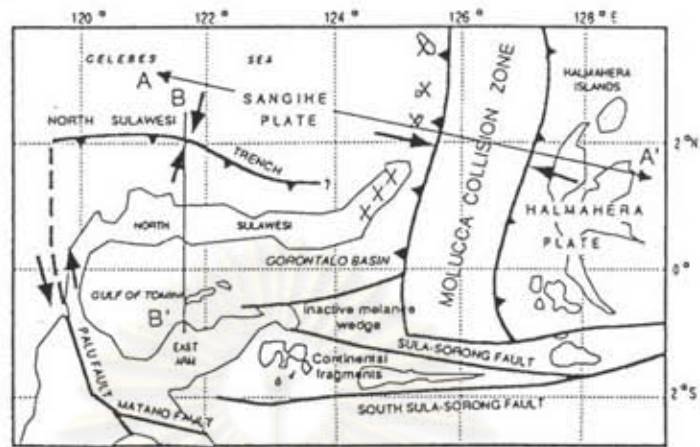 120° 122° 124° 126° 128° E
CELEBES SEA
A
B
SANGIHE
PLATE
HALMAHERA
ISLANDS
NORTH SULAWESI
TRENCH
?
2°N
A'
MOLUCCA COLLISION ZONE
NORTH SULAWESI
HALMAHERA
PLATE
GORONTALO BASIN
0°
GULF OF TOMINI
B'
Inactive melange
wedge
EAST
ARM
SULA-SORONG FAULT
PALU FAULT
Continental
fragments
MATANO FAULT
SOUTH SULA-SORONG FAULT
2°S